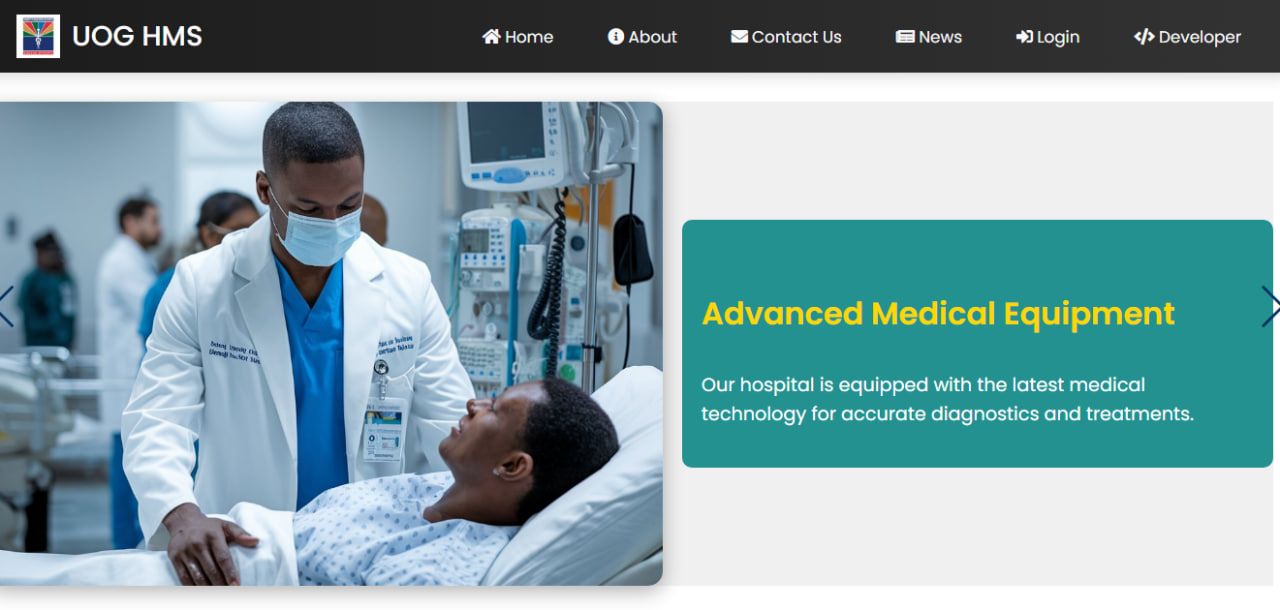 UOG HMS
Home
About
Contact Us
News
Login
Developer
Advanced Medical Equipment
Our hospital is equipped with the latest medical
technology for accurate diagnostics and treatments.